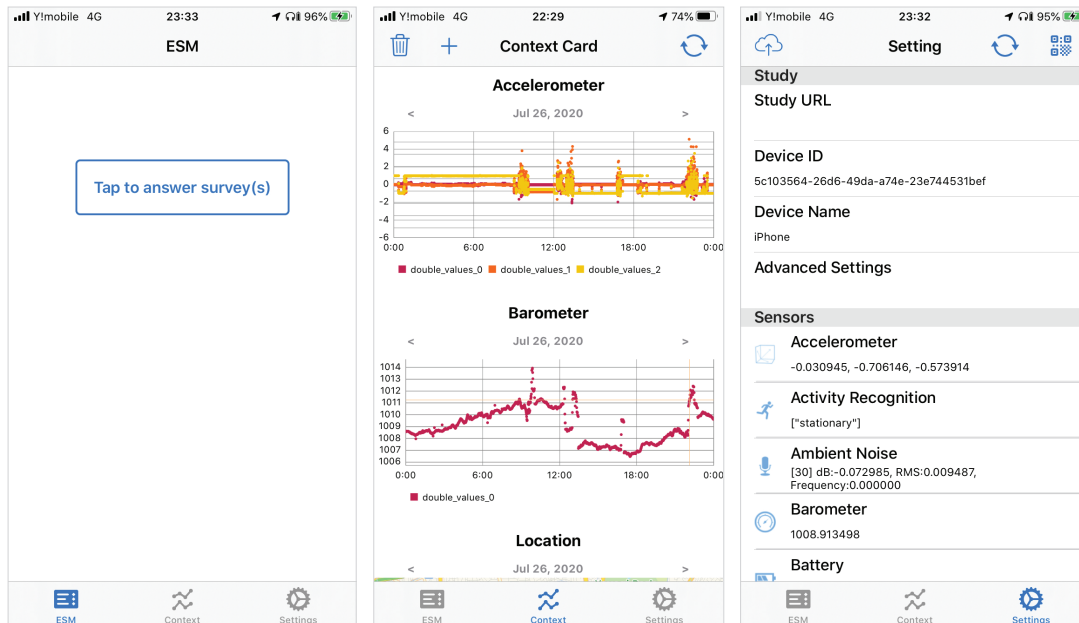 Y!mobile 4G 23:33 96%
ESM
Tap to answer survey(s)
ESM Context Settings
Y!mobile 4G 22:29 74%
Context Card
Accelerometer
< Jul 26, 2020 >
6
4
2
0
-2
-4
-6
0:00 6:00 12:00 18:00 0:00
double_values_0 double_values_1 double_values_2
Barometer
< Jul 26, 2020 >
1014
1013
1012
1011
1010
1009
1008
1007
1006
0:00 6:00 12:00 18:00 0:00
double_values_0
Location
< Jul 26, 2020 >
ESM Context Settings
Y!mobile 4G 23:32 95%
Setting
Study
Study URL
Device ID
5c103564-26d6-49da-a74e-23e744531bef
Device Name
iPhone
Advanced Settings
Sensors
Accelerometer
-0.030945, -0.706146, -0.573914
Activity Recognition
["stationary"]
Ambient Noise
[30] dB:-0.072985, RMS:0.009487,
Frequency:0.000000
Barometer
1008.913498
Battery
ESM Context Settings